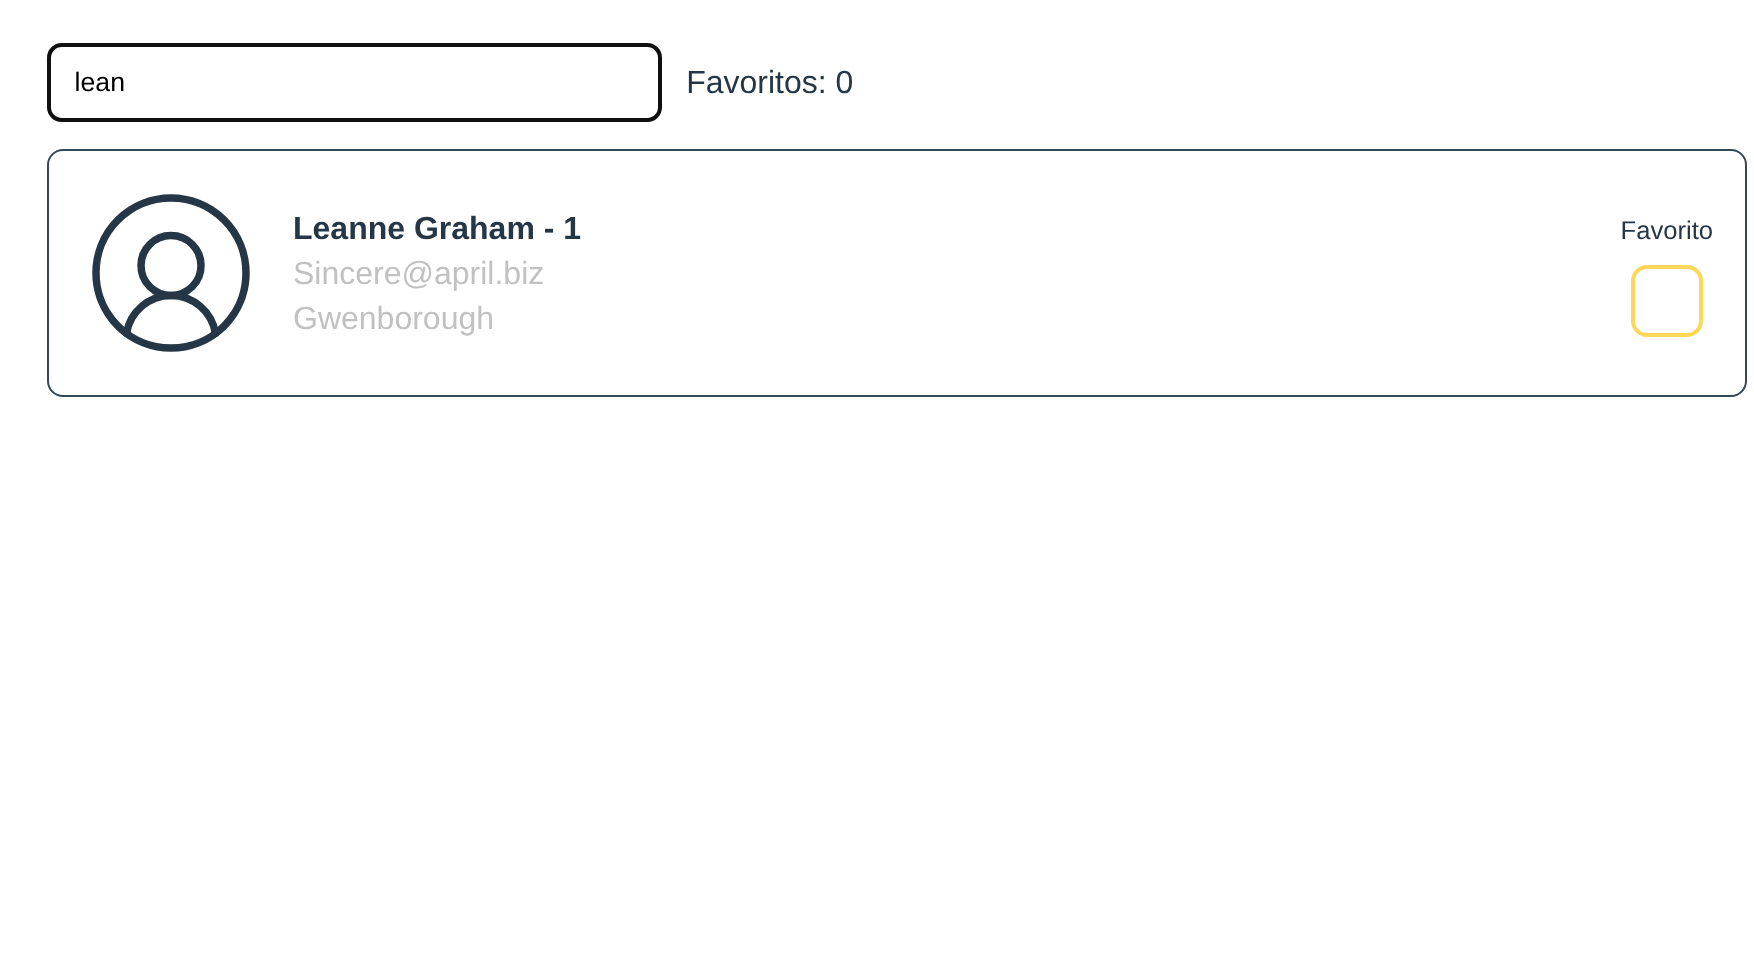 lean
Favoritos: 0
Leanne Graham - 1
Sincere@april.biz
Gwenborough
Favorito